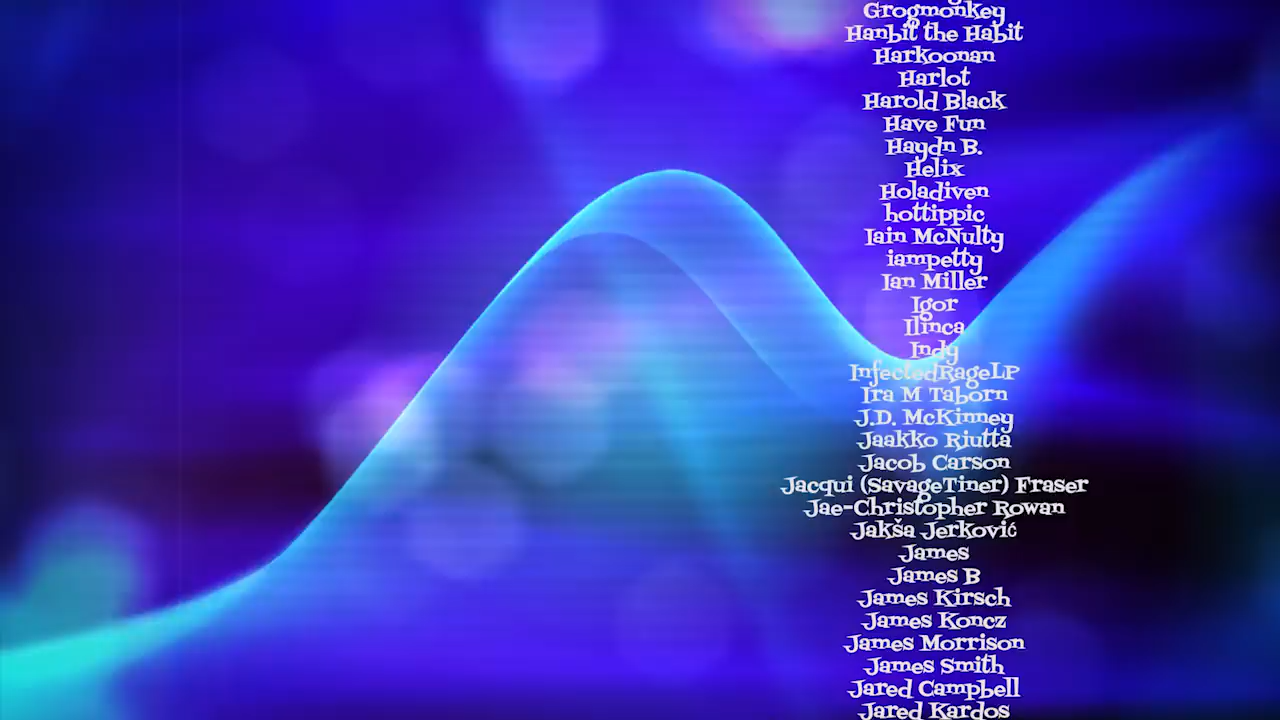 Grogmonkey
Hanbit the Habit
Harkoonan
Harlot
Harold Black
Have Fun
Haydn B.
Helix
Holadiven
hottippic
Iain McNulty
iampetty
Ian Miller
Igor
Ilinca
Indy
InfectedRageLP
Ira M Taborn
J.D. McKinney
Jaakko Riutta
Jacob Carson
Jacqui (SavageTiner) Fraser
Jae-Christopher Rowan
Jakša Jerković
James
James B
James Kirsch
James Koncz
James Morrison
James Smith
Jared Campbell
Jared Kardos